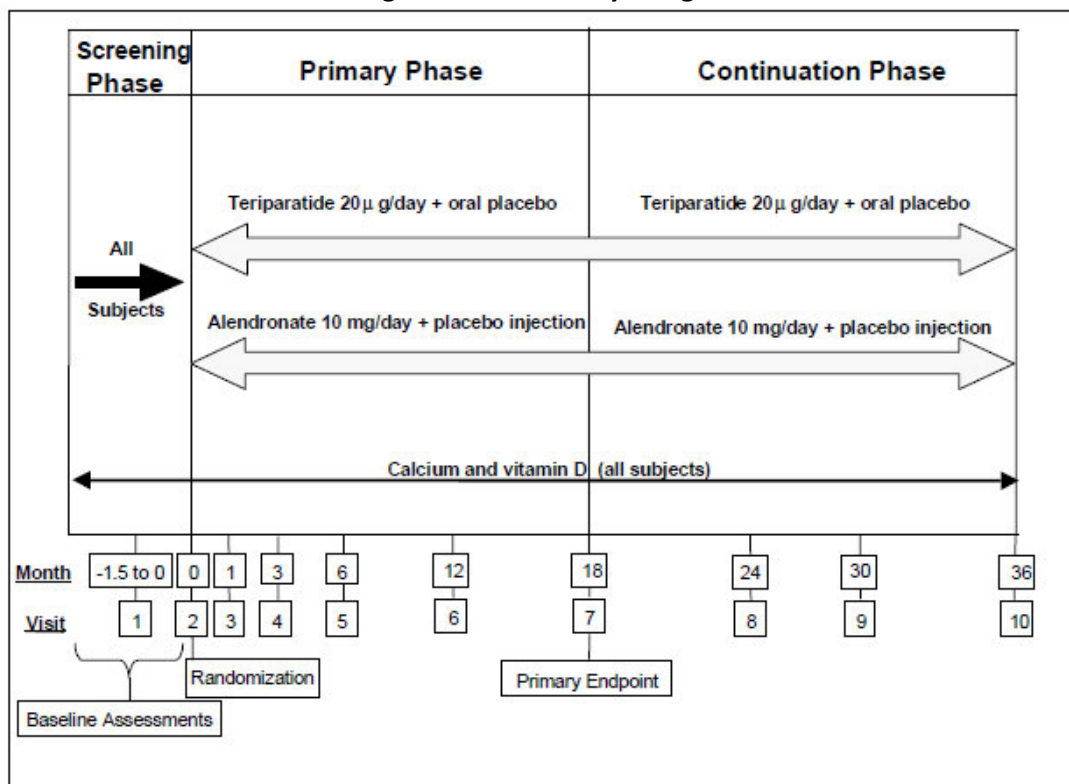 Screening
Phase
Primary Phase
Continuation Phase
Teriparatide 20μ g/day + oral placebo
Teriparatide 20μ g/day + oral placebo
All
Subjects
Alendronate 10 mg/day + placebo injection
Alendronate 10 mg/day + placebo injection
Calcium and vitamin D (all subjects)
Month -1.5 to 0 0 1 3 6 12 18 24 30 36
Visit 1 2 3 4 5 6 7 8 9 10
Randomization
Primary Endpoint
Baseline Assessments